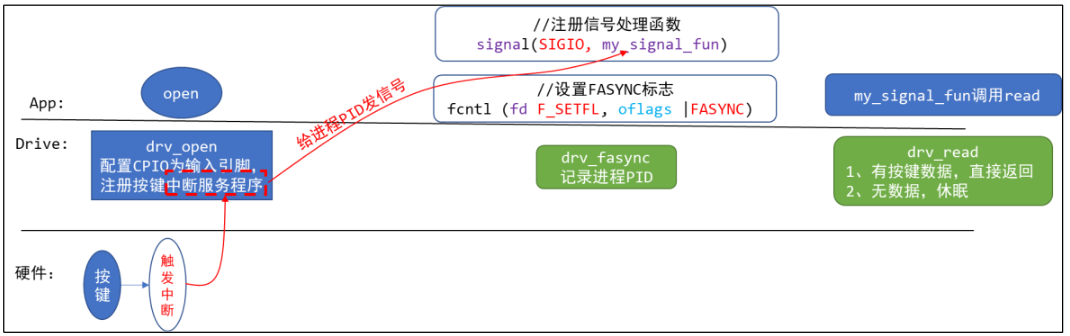 //注册信号处理函数
signal(SIGIO, my_signal_fun)
给进程PID发信号
//设置FASYNC标志
fcntl (fd F_SETFL, oflags |FASYNC)
App:
open
my_signal_fun调用read
Drive:
drv_open
配置CPIO为输入引脚,
注册按键中断服务程序
drv_fasync
记录进程PID
drv_read
1、有按键数据, 直接返回
2、无数据, 休眠
硬件:
按
键
触
发
中
断